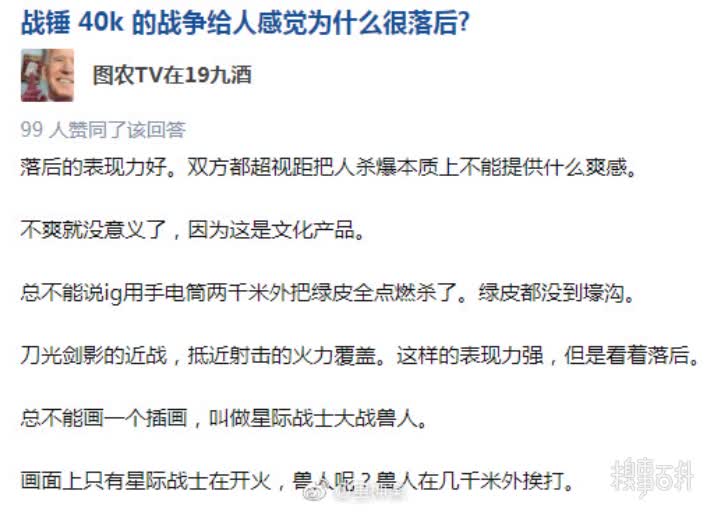 战锤 40k 的战争给人感觉为什么很落后?
图农TV在19九酒
99 人赞同了该回答
落后的表现力好。双方都超视距把人杀爆本质上不能提供什么爽感。
不爽就没意义了，因为这是文化产品。
总不能说ig用手电筒两千米外把绿皮全点燃杀了。绿皮都没到壕沟。
刀光剑影的近战，抵近射击的火力覆盖。这样的表现力强，但是看着落后。
总不能画一个插画，叫做星际战士大战兽人。
画面上只有星际战士在开火，兽人呢？兽人在几千米外挨打。